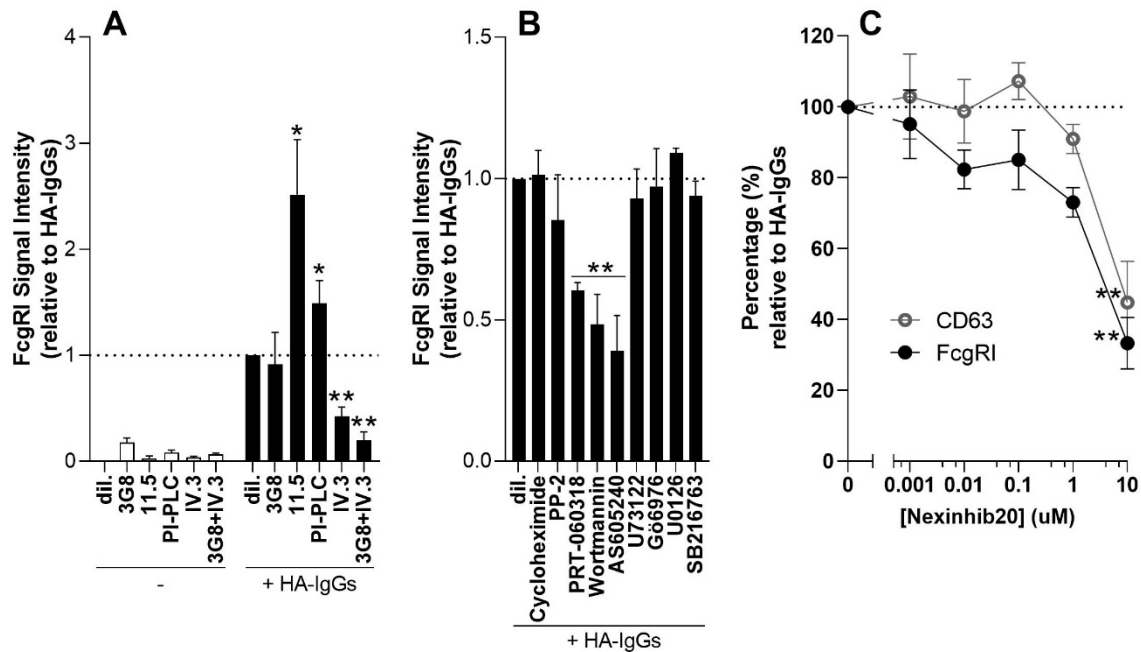 A
FcgRI Signal Intensity
(relative to HA-IgGs)
4
3
2
1
0
*
*
**
**
dil.
3G8
11.5
PI-PLC
IV.3
3G8+IV.3
dil.
3G8
11.5
PI-PLC
IV.3
3G8+IV.3
-
+ HA-IgGs
B
FcgRI Signal Intensity
(relative to HA-IgGs)
1.5
1.0
0.5
0.0
**
dil.
Cycloheximide
PP-2
PRT-060318
Wortmannin
AS605240
U73122
Gö6976
U0126
SB216763
+ HA-IgGs
C
Percentage (%)
relative to HA-IgGs
120
100
80
60
40
20
0
**
**
CD63
FcgRI
0
0.001
0.01
0.1
1
10
[Nexinhib20] (uM)